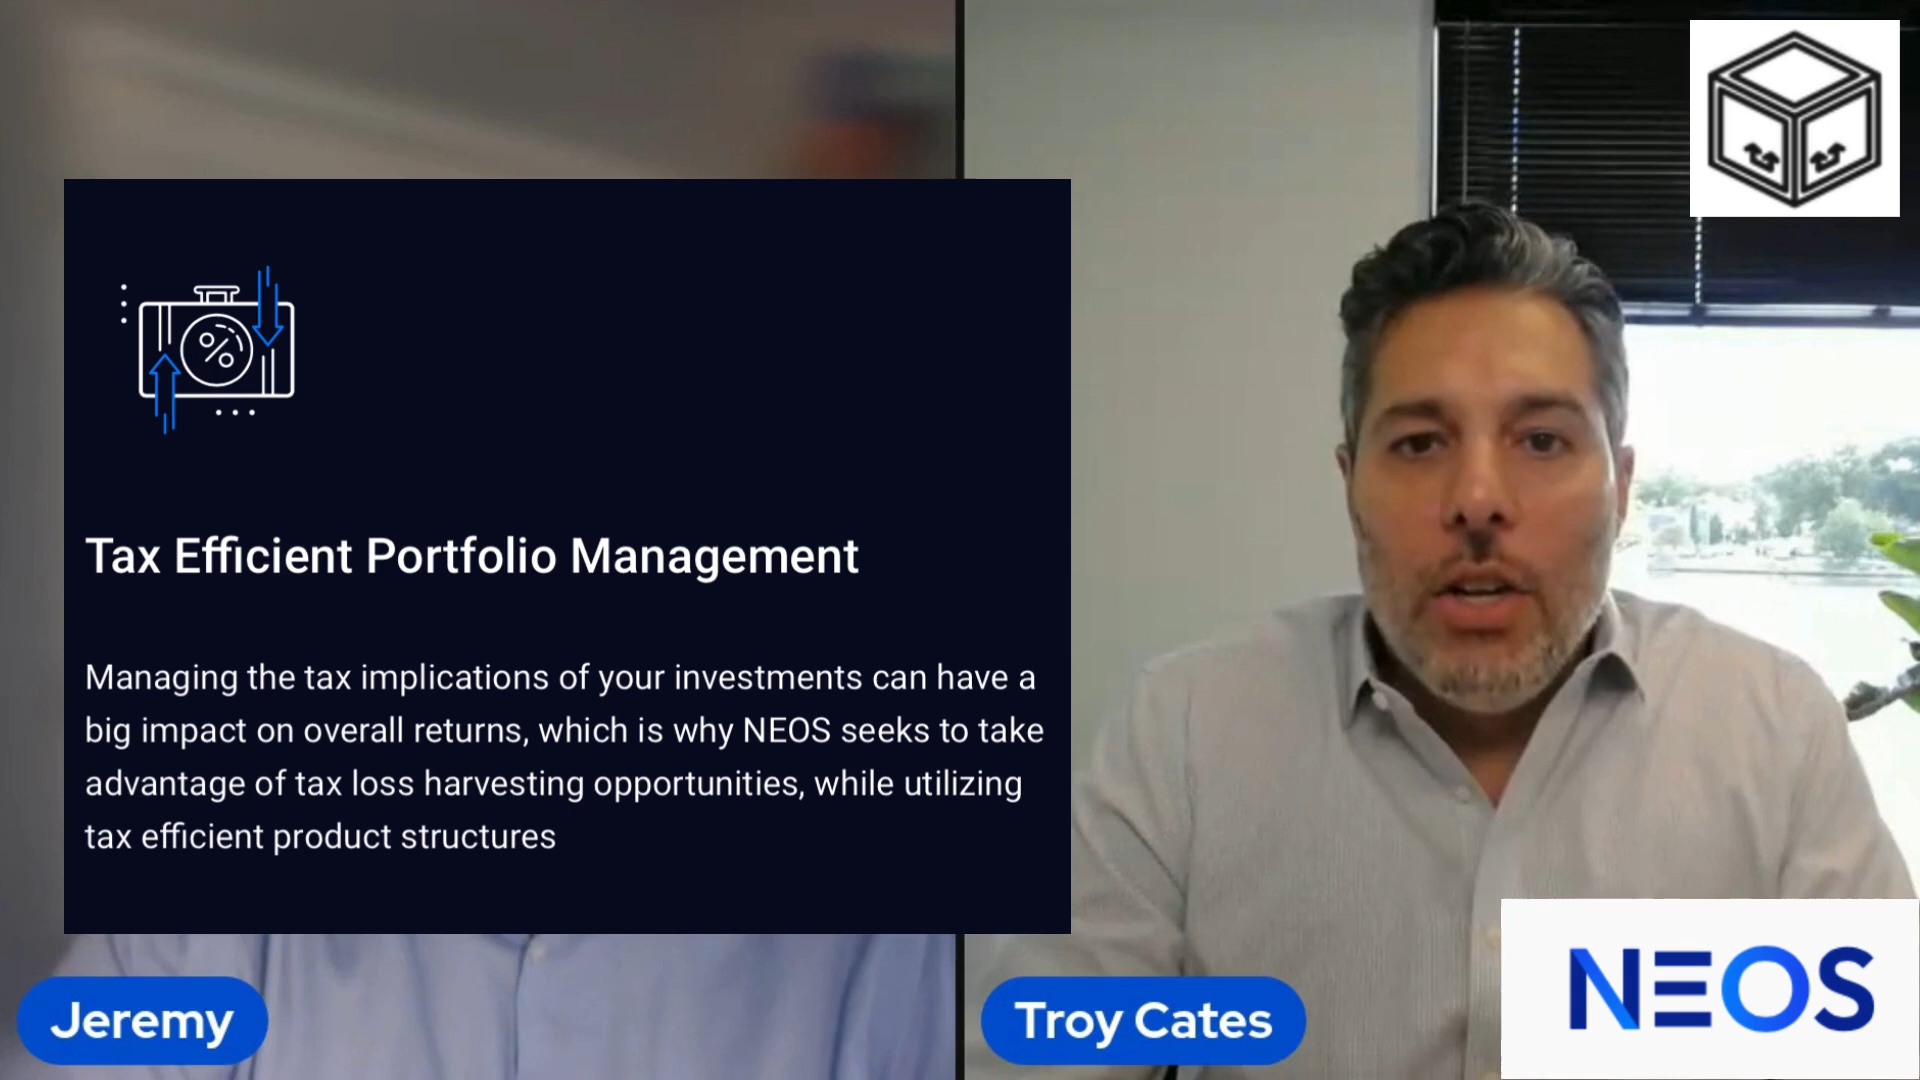 Tax Efficient Portfolio Management
Managing the tax implications of your investments can have a
big impact on overall returns, which is why NEOS seeks to take
advantage of tax loss harvesting opportunities, while utilizing
tax efficient product structures
Jeremy
Troy Cates
NEOS